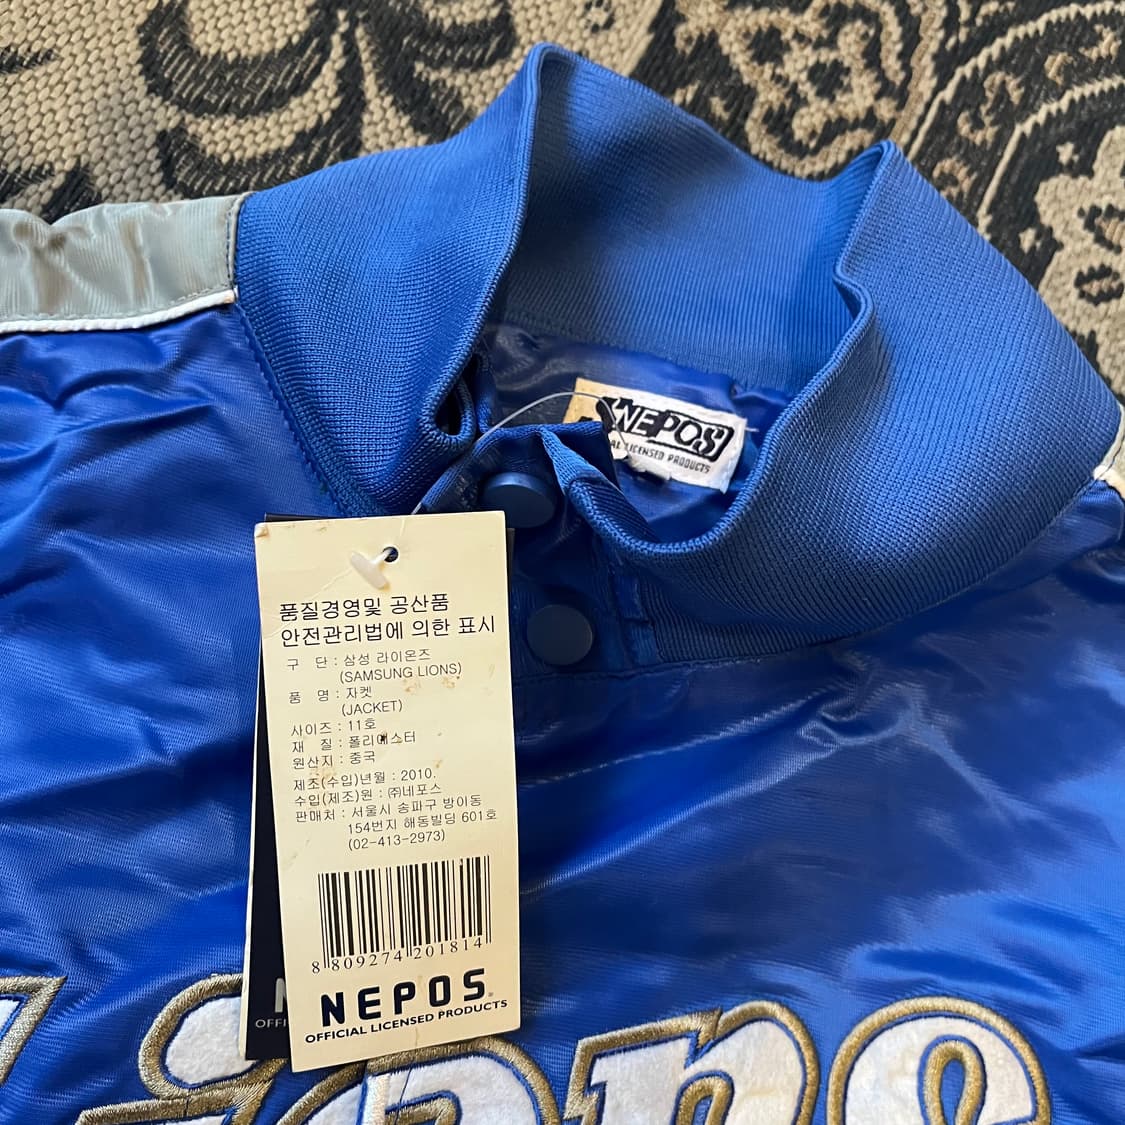 NEPOS
AL LICENSED PRODUCTS
품질경영및 공산품
안전관리법에 의한 표시
구 단 : 삼성 라이온즈
(SAMSUNG LIONS)
품 명 : 자켓
(JACKET)
사이즈 : 11호
재 질 : 폴리에스터
원산지 : 중국
제조(수입)년월 : 2010.
수입(제조)원 : ㈜네포스
판매처 : 서울시 송파구 방이동
154번지 해동빌딩 601호
(02-413-2973)
8 809274 201814
N
OFFI
NEPOS
OFFICIAL LICENSED PRODUCTS
Lions